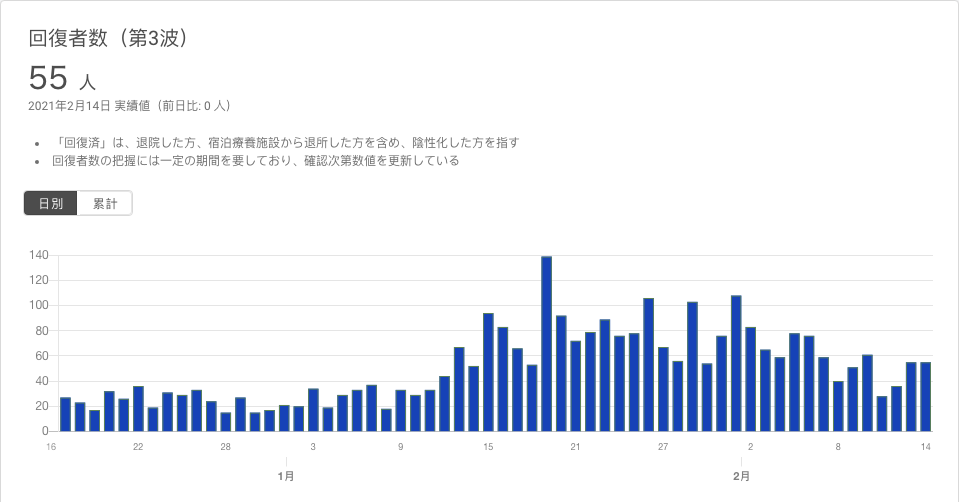 回復者数（第3波）
55 人
2021年2月14日 実績値（前日比: 0 人）
• 「回復済」は、退院した方、宿泊療養施設から退所した方を含め、陰性化した方を指す
• 回復者数の把握には一定の期間を要しており、確認次第数値を更新している
日別 累計
140
120
100
80
60
40
20
0
16 22 28 3 9 15 21 27 2 8 14
1月 2月